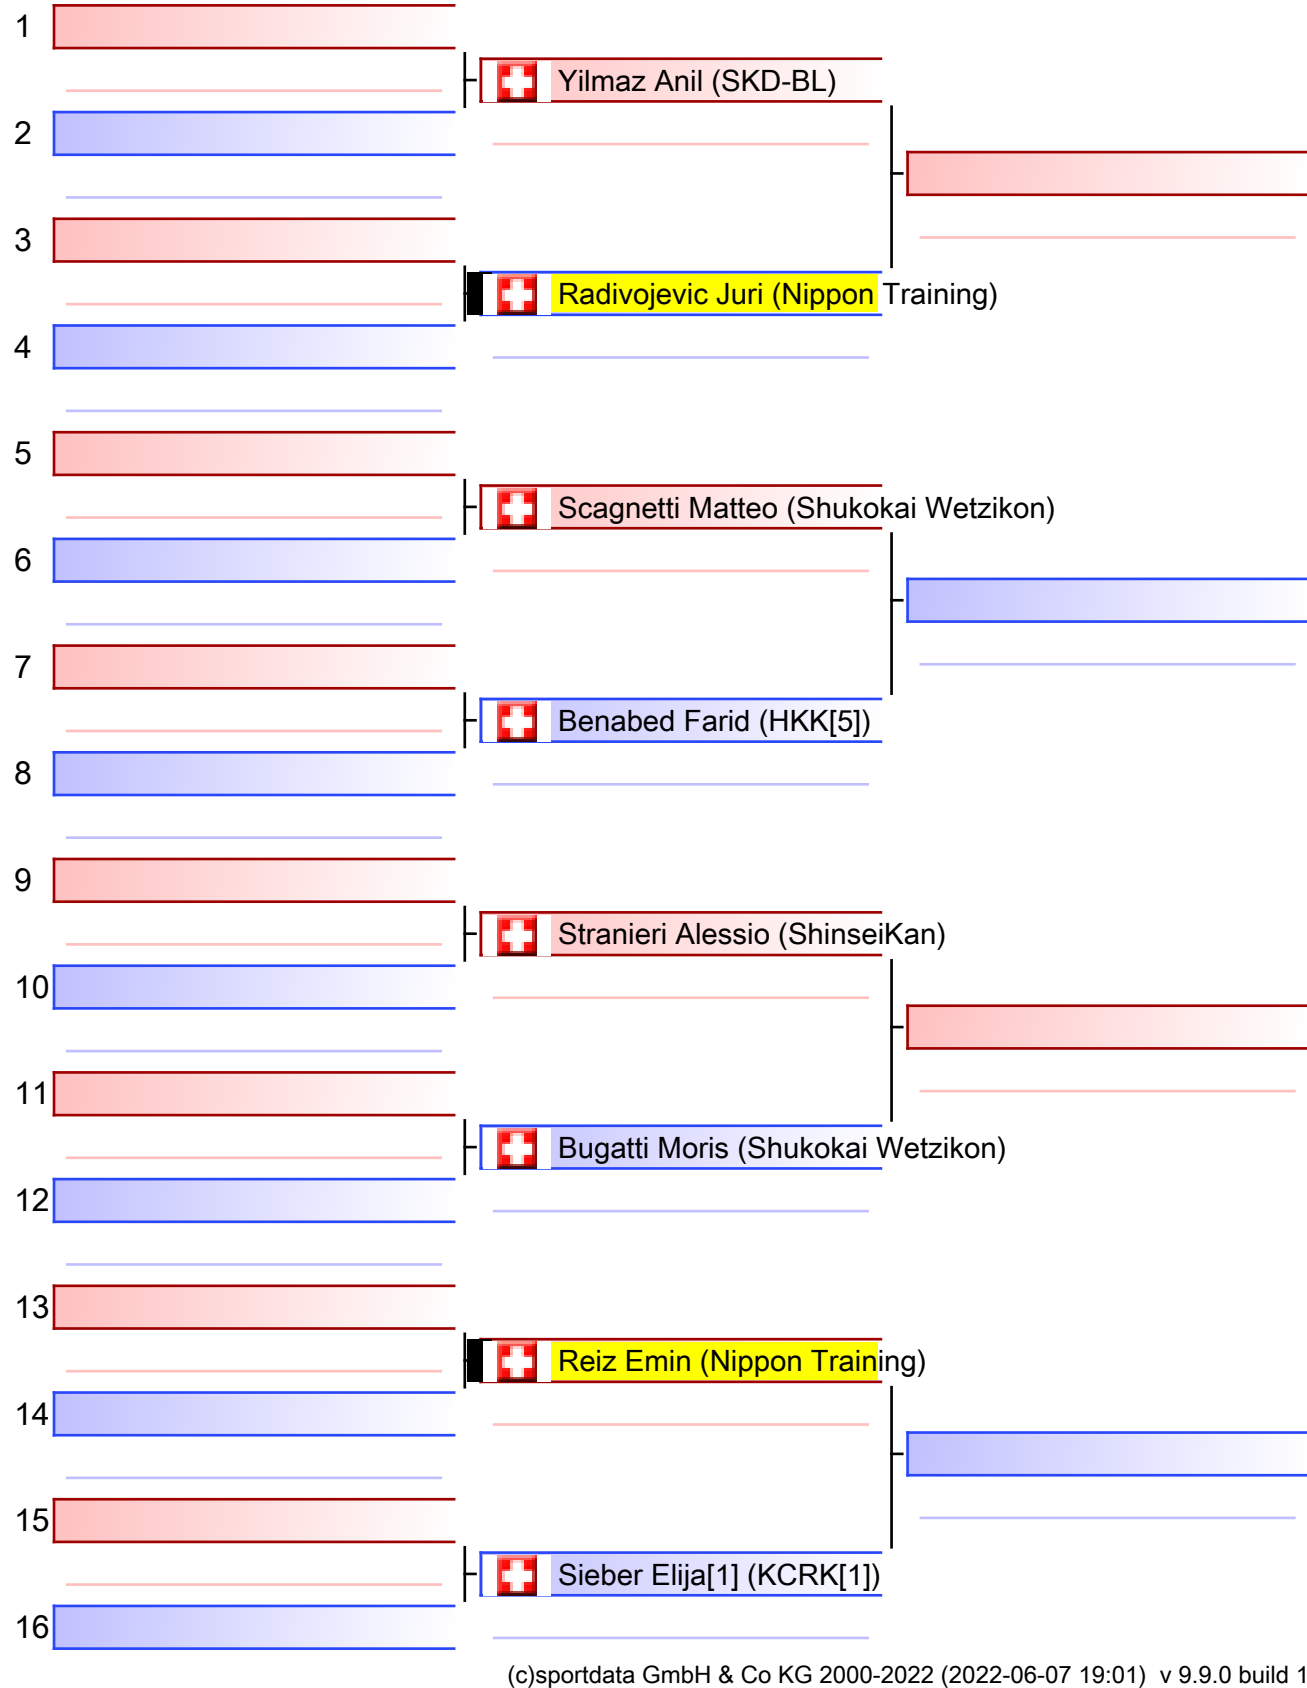 1
Yilmaz Anil (SKD-BL)
2
3
Radivojevic Juri (Nippon Training)
4
5
Scagnetti Matteo (Shukokai Wetzikon)
6
7
Benabed Farid (HKK[5])
8
9
Stranieri Alessio (ShinseiKan)
10
11
Bugatti Moris (Shukokai Wetzikon)
12
13
Reiz Emin (Nippon Training)
14
15
Sieber Elija[1] (KCRK[1])
16
(c)sportdata GmbH & Co KG 2000-2022 (2022-06-07 19:01) v 9.9.0 build 1